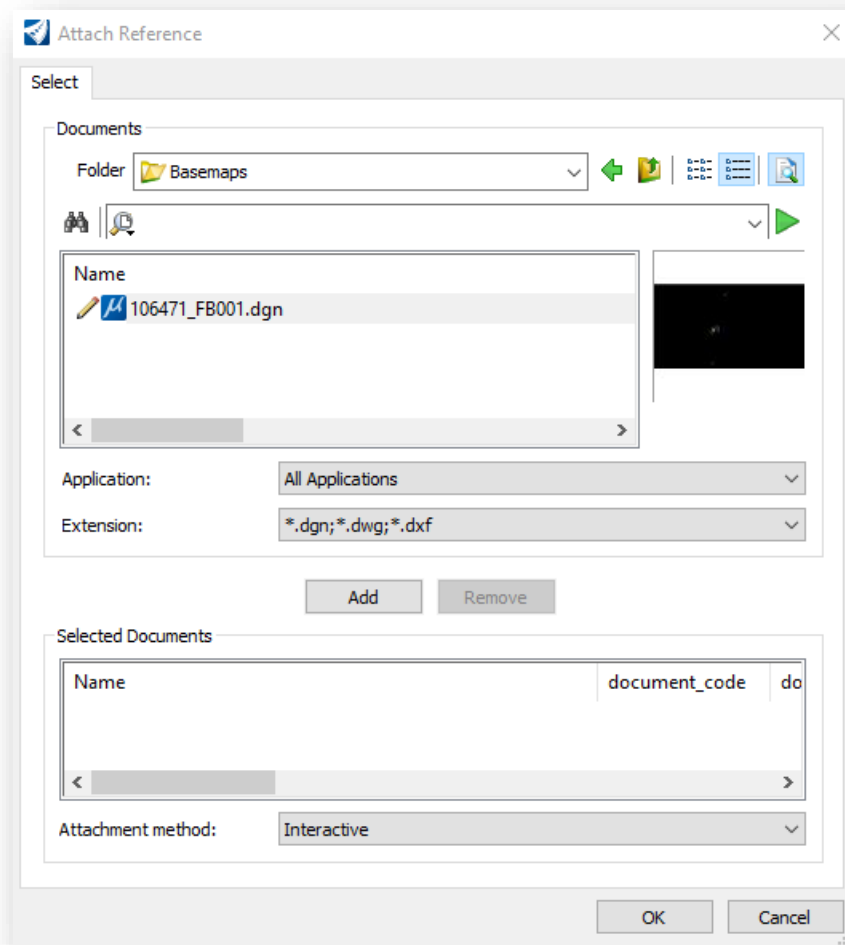 Attach Reference
Select
Documents
Folder Basemaps
Name
106471_FB001.dgn
Application: All Applications
Extension: *.dgn;*.dwg;*.dxf
Add Remove
Selected Documents
Name document_code do
Attachment method: Interactive
OK Cancel